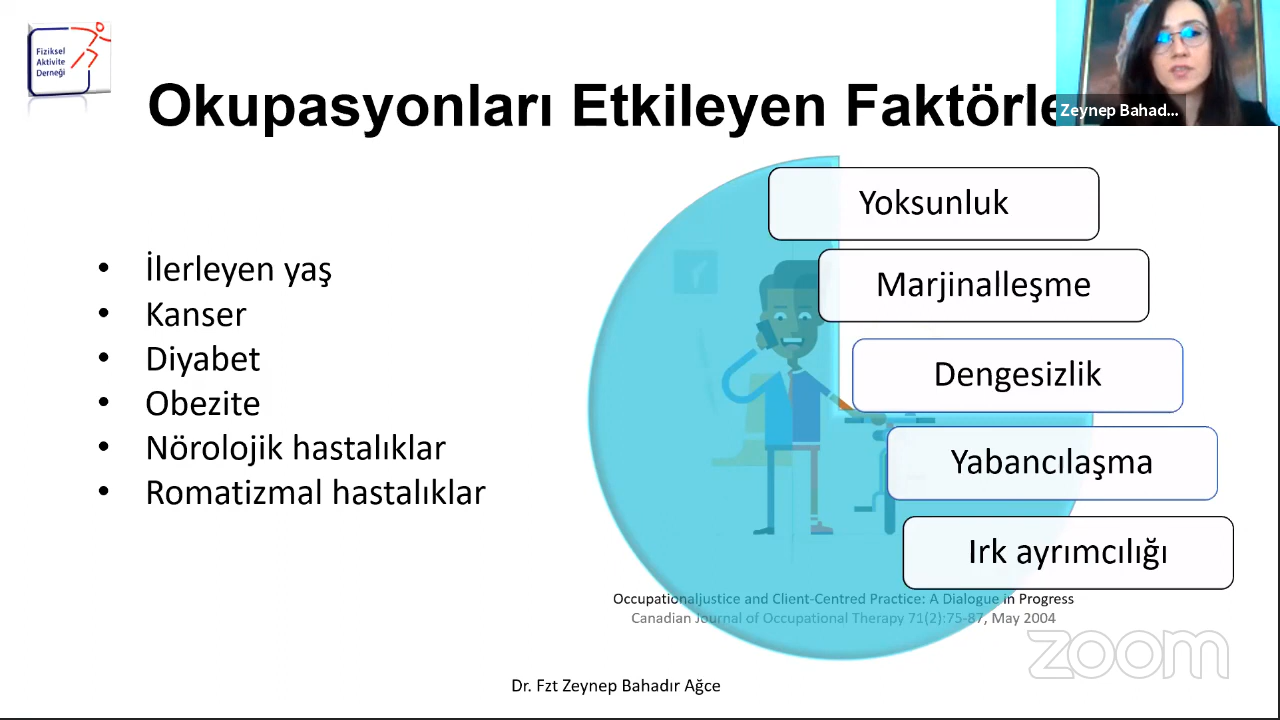 Fiziksel
Aktivite
Derneği
Okupasyonları Etkileyen Faktörle
Zeynep Bahad...
• İlerleyen yaş
• Kanser
• Diyabet
• Obezite
• Nörolojik hastalıklar
• Romatizmal hastalıklar
Yoksunluk
Marjinalleşme
Dengesizlik
Yabancılaşma
Irk ayrımcılığı
Occupationaljustice and Client-Centred Practice: A Dialogue in Progress
Canadian Journal of Occupational Therapy 71(2):75-87, May 2004
zoom
Dr. Fzt Zeynep Bahadır Ağce